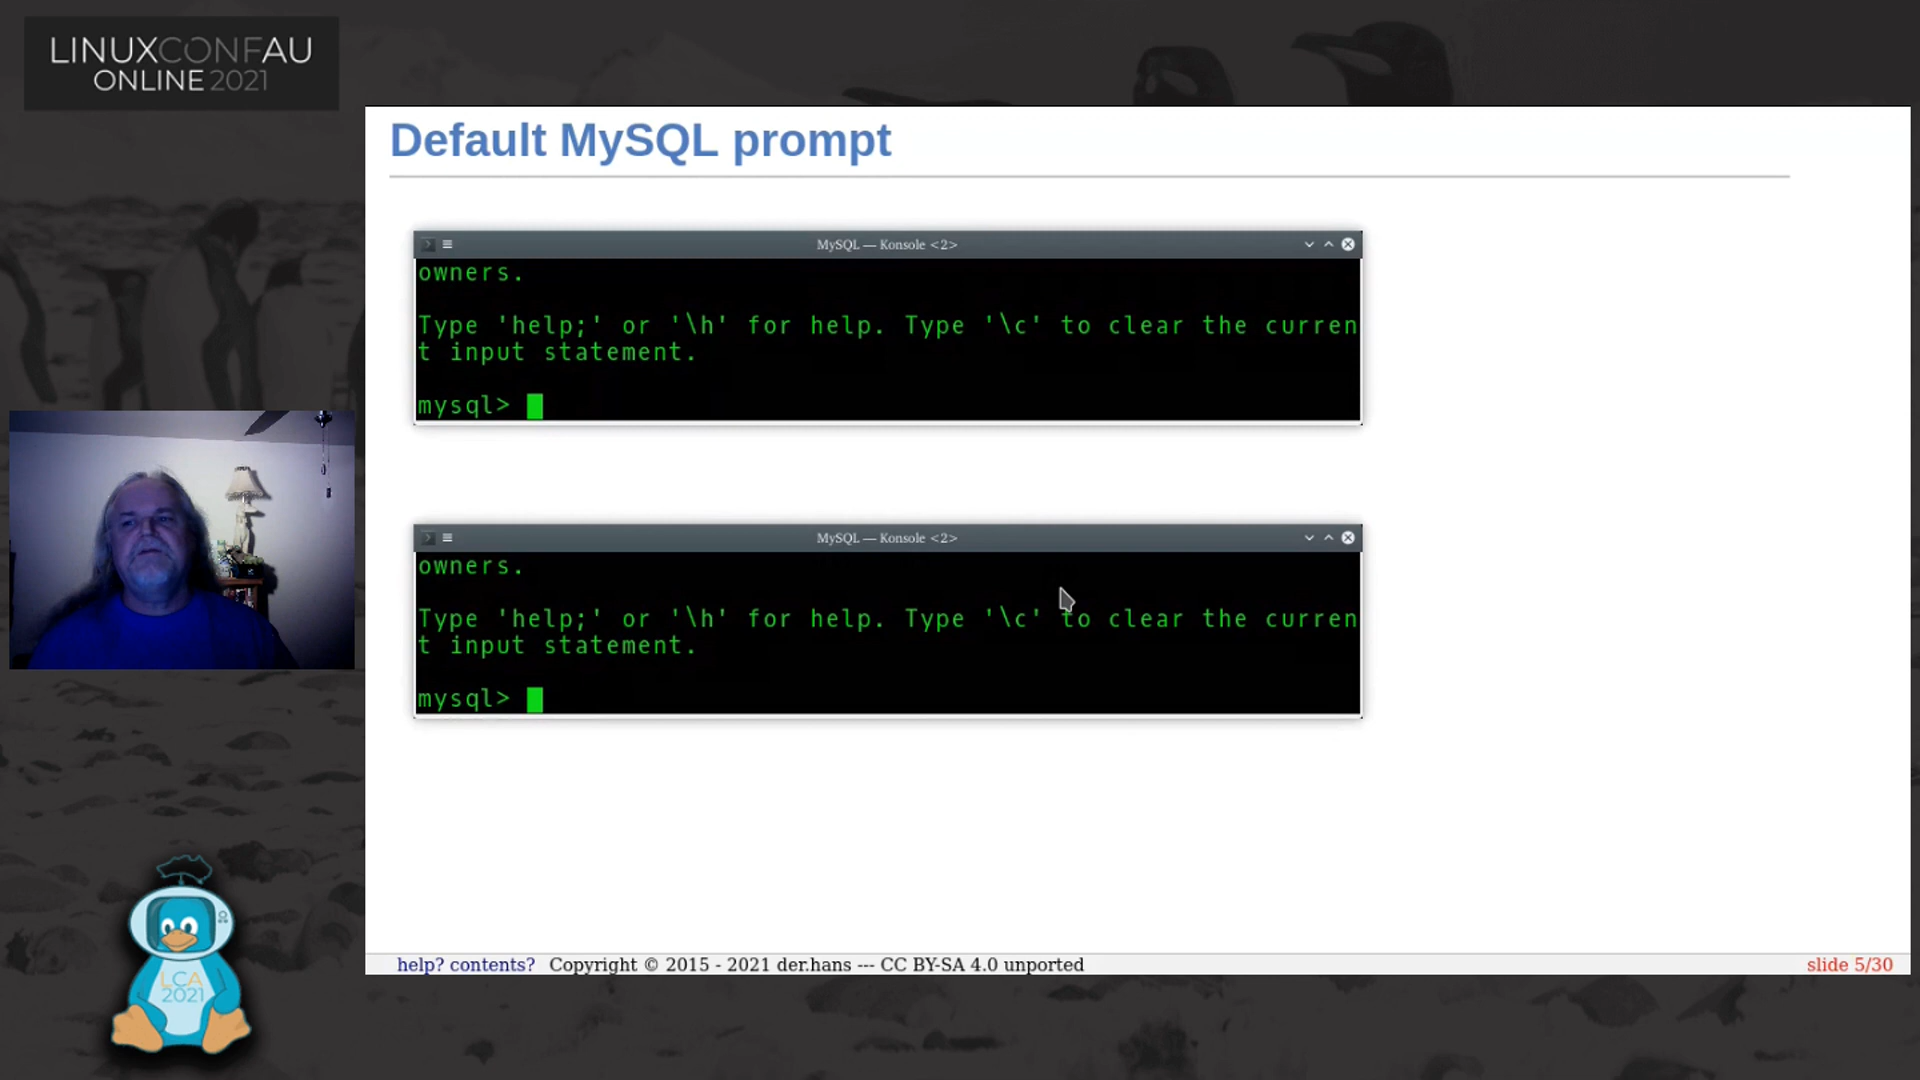 LINUXCONFAU
ONLINE 2021
Default MySQL prompt
MySQL — Konsole <2>
owners.
Type 'help;' or '\h' for help. Type '\c' to clear the curren
t input statement.
mysql>
MySQL — Konsole <2>
owners.
Type 'help;' or '\h' for help. Type '\c' to clear the curren
t input statement.
mysql>
LCA
2021
help? contents? Copyright © 2015 - 2021 der.hans --- CC BY-SA 4.0 unported
slide 5/30